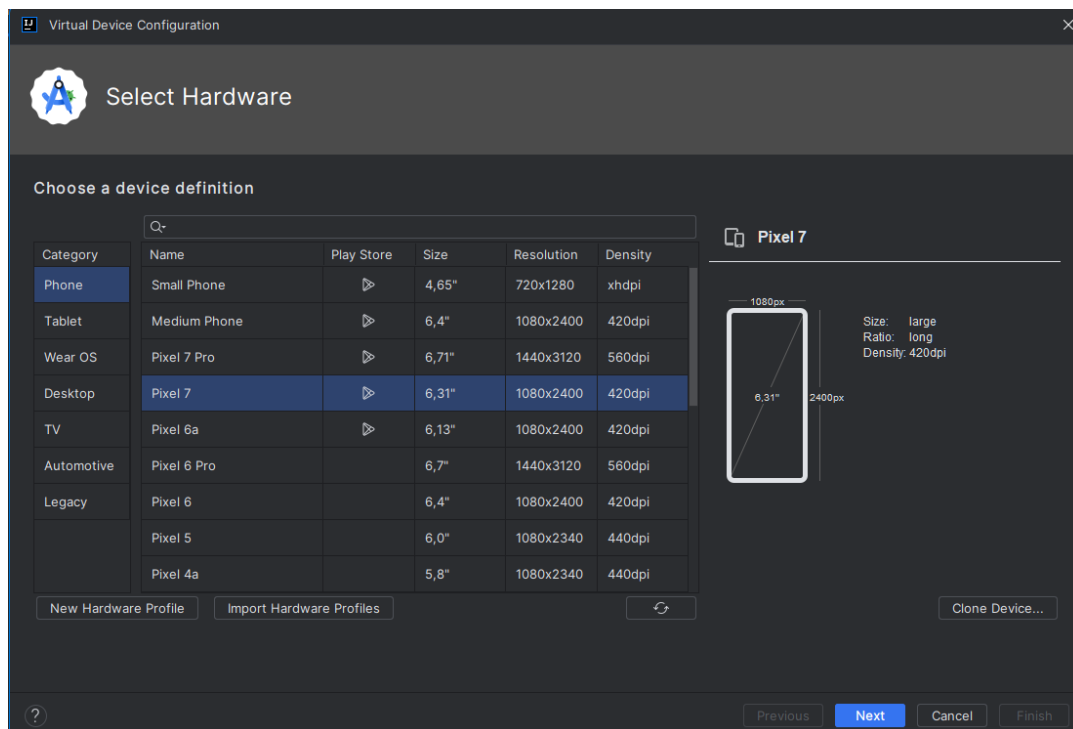 Virtual Device Configuration
Select Hardware
Choose a device definition
Category Name Play Store Size Resolution Density
Phone Small Phone 4,65" 720x1280 xhdpi
Tablet Medium Phone 6,4" 1080x2400 420dpi
Wear OS Pixel 7 Pro 6,71" 1440x3120 560dpi
Desktop Pixel 7 6,31" 1080x2400 420dpi
TV Pixel 6a 6,13" 1080x2400 420dpi
Automotive Pixel 6 Pro 6,7" 1440x3120 560dpi
Legacy Pixel 6 6,4" 1080x2400 420dpi
Pixel 5 6,0" 1080x2340 440dpi
Pixel 4a 5,8" 1080x2340 440dpi
Pixel 7
1080px
6,31"
2400px
Size: large
Ratio: long
Density: 420dpi
New Hardware Profile Import Hardware Profiles Clone Device...
? Previous Next Cancel Finish